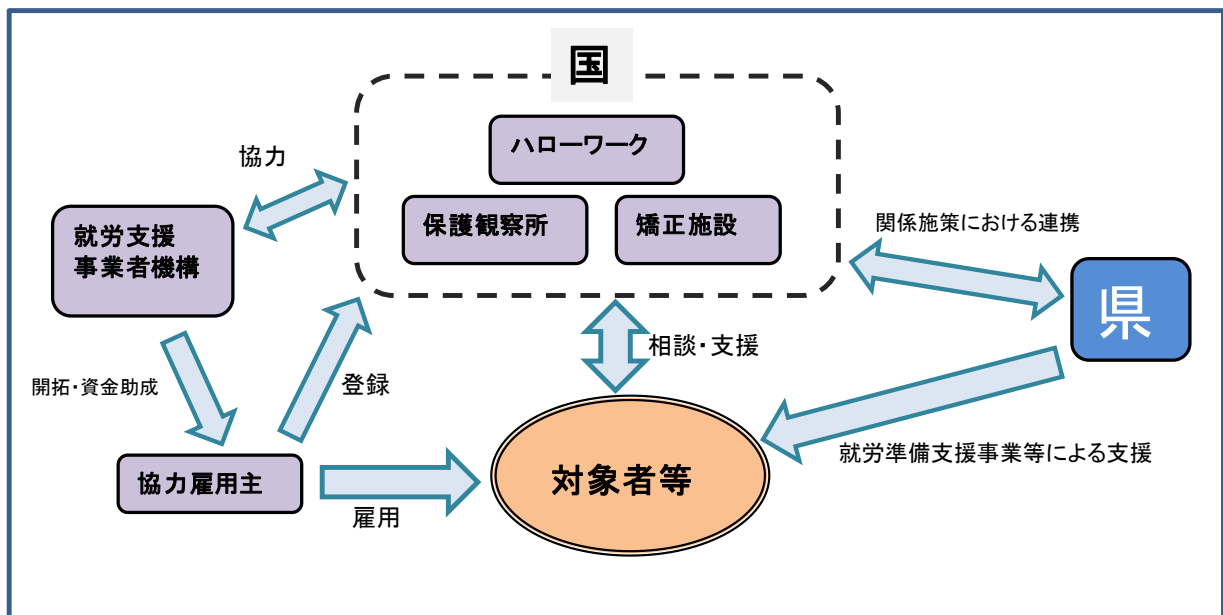 国
ハローワーク
協力
保護観察所
矯正施設
就労支援
事業者機構
関係施策における連携
県
相談・支援
開拓・資金助成
登録
就労準備支援事業等による支援
協力雇用主
対象者等
雇用